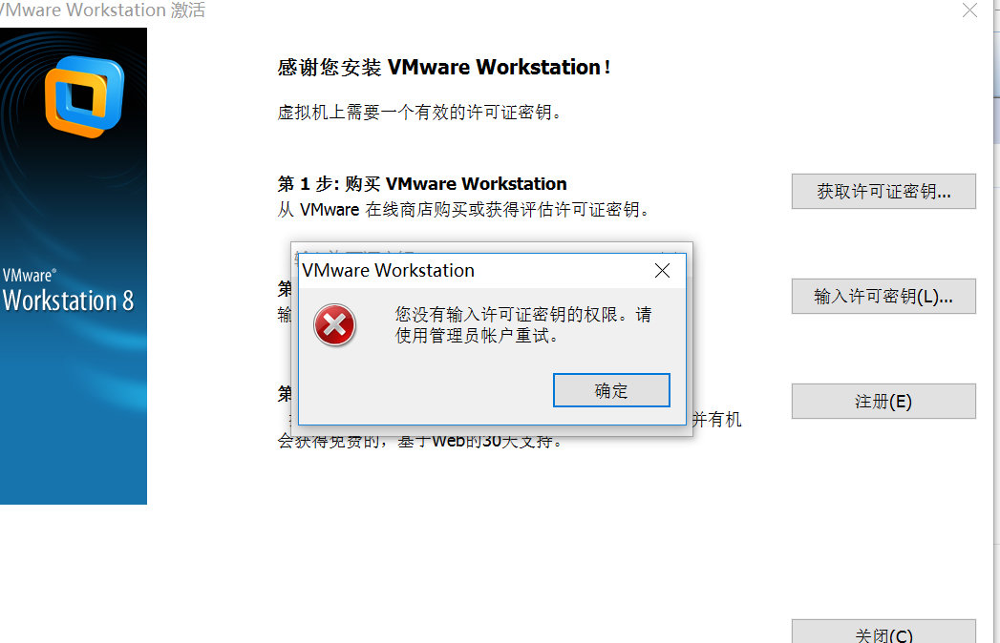 VMware Workstation 激活
感谢您安装 VMware Workstation！
虚拟机上需要一个有效的许可证密钥。
第 1 步: 购买 VMware Workstation
从 VMware 在线商店购买或获得评估许可证密钥。
获取许可证密钥...
VMware Workstation
第
输
您没有输入许可证密钥的权限。请
使用管理员帐户重试。
确定
输入许可密钥(L)...
第
并有机
会获得免费的，基于Web的30天支持。
注册(E)
VMware®
Workstation 8
关闭(C)